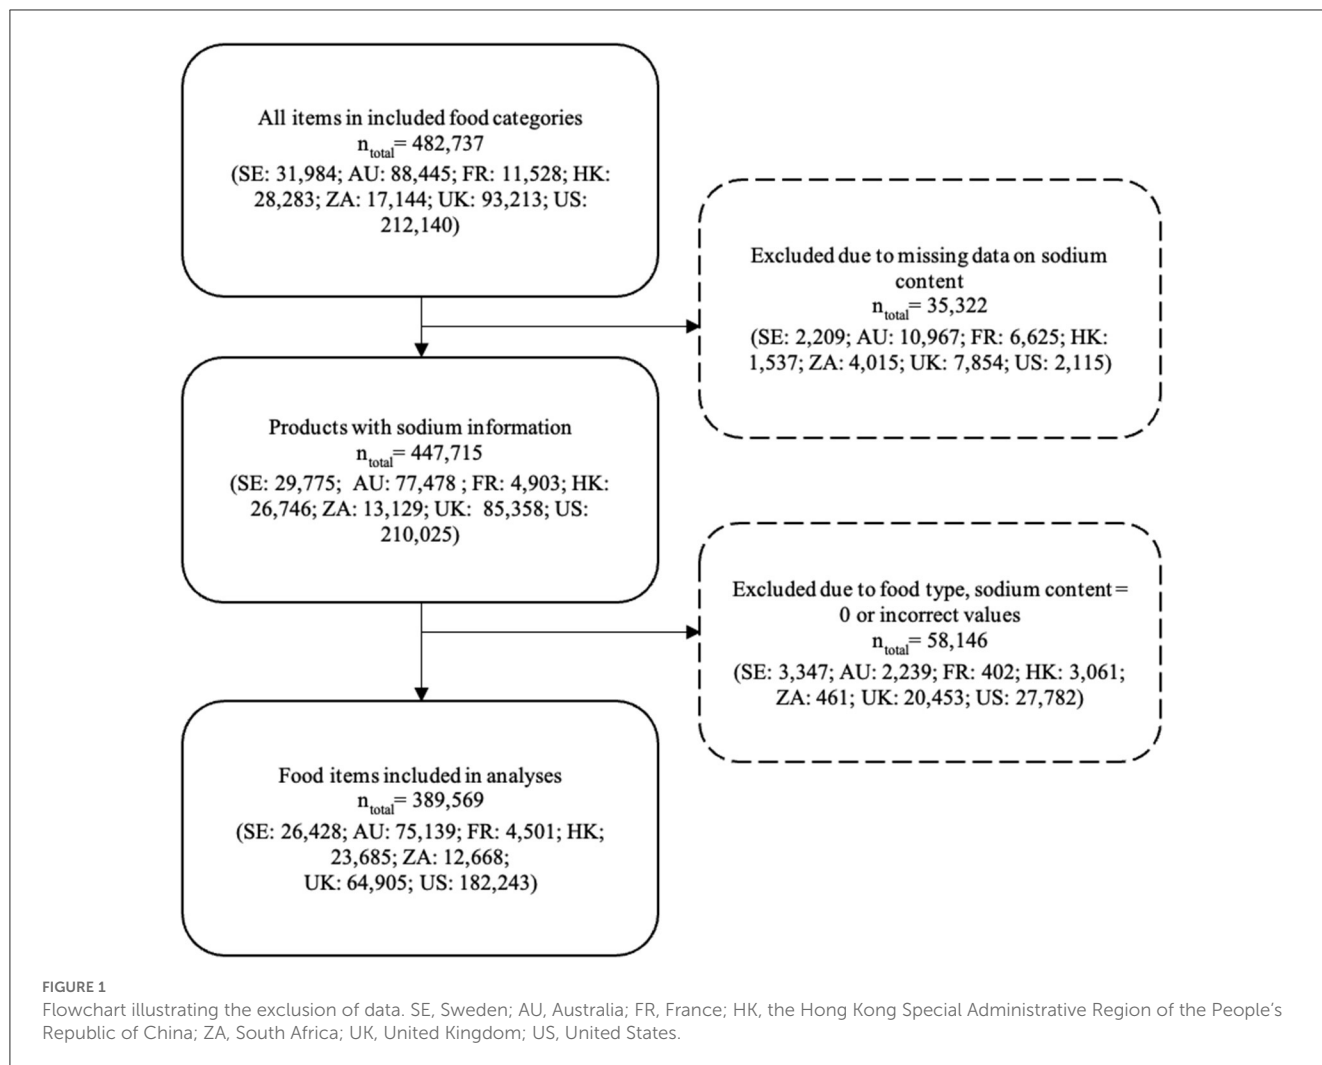 All items in included food categories
n_total= 482,737
(SE: 31,984; AU: 88,445; FR: 11,528; HK:
28,283; ZA: 17,144; UK: 93,213; US:
212,140)
Excluded due to missing data on sodium
content
n_total= 35,322
(SE: 2,209; AU: 10,967; FR: 6,625; HK:
1,537; ZA: 4,015; UK: 7,854; US: 2,115)
Products with sodium information
n_total= 447,715
(SE: 29,775; AU: 77,478 ; FR: 4,903; HK:
26,746; ZA: 13,129; UK: 85,358; US:
210,025)
Excluded due to food type, sodium content =
0 or incorrect values
n_total= 58,146
(SE: 3,347; AU: 2,239; FR: 402; HK: 3,061;
ZA: 461; UK: 20,453; US: 27,782)
Food items included in analyses
n_total= 389,569
(SE: 26,428; AU: 75,139; FR: 4,501; HK;
23,685; ZA: 12,668;
UK: 64,905; US: 182,243)
FIGURE 1
Flowchart illustrating the exclusion of data. SE, Sweden; AU, Australia; FR, France; HK, the Hong Kong Special Administrative Region of the People's
Republic of China; ZA, South Africa; UK, United Kingdom; US, United States.